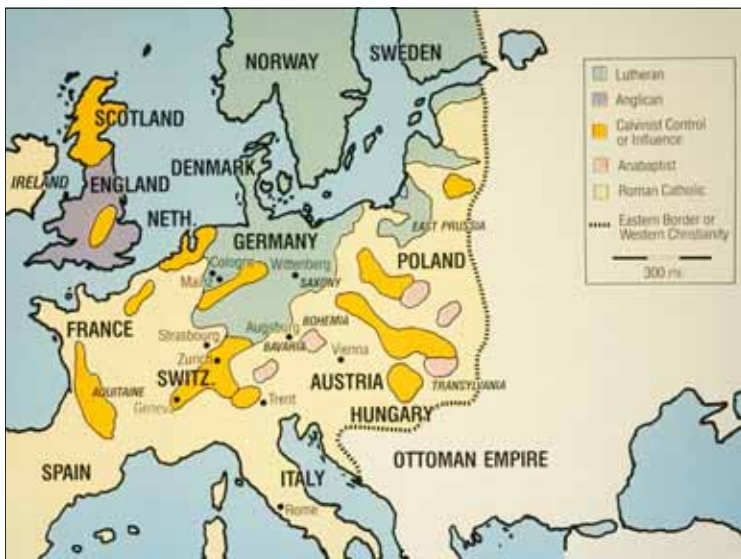 NORWAY
SWEDEN
SCOTLAND
DENMARK
IRELAND
ENGLAND
NETH.
EAST PRUSSIA
GERMANY
Cologne
Wittenberg
SAXONY
POLAND
FRANCE
Strasbourg
Augsburg
BOHEMIA
BAVARIA
Zurich
Vienna
SWITZ.
AQUITAINE
Geneva
Trent
AUSTRIA
TRANSYLVANIA
HUNGARY
OTTOMAN EMPIRE
SPAIN
ITALY
Rome
Lutheran
Anglican
Calvinist Control
or Influence
Anabaptist
Roman Catholic
Eastern Border or
Western Christianity
300